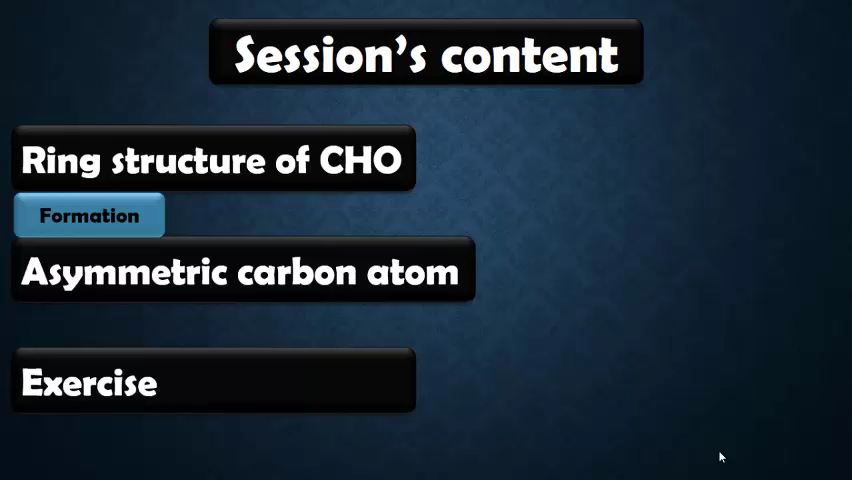 Session's content
Ring structure of CHO
Formation
Asymmetric carbon atom
Exercise